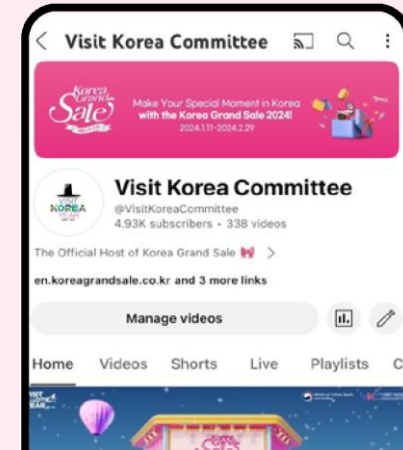 Visit Korea Committee
Korea
Grand
Sale
Make Your Special Moment in Korea
with the Korea Grand Sale 2024!
2024.1.11-2024.2.29
VISIT
KOREA
YEAR
Visit Korea Committee
@VisitKoreaCommittee
4.93K subscribers • 338 videos
The Official Host of Korea Grand Sale 🎀 >
en.koreagrandsale.co.kr and 3 more links
Manage videos
Home Videos Shorts Live Playlists C